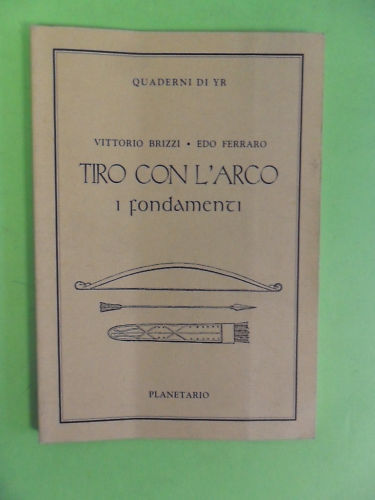 QUADERNI DI YR
VITTORIO BRIZZI • EDO FERRARO
TIRO CON L'ARCO
i fondamenti
PLANETARIO